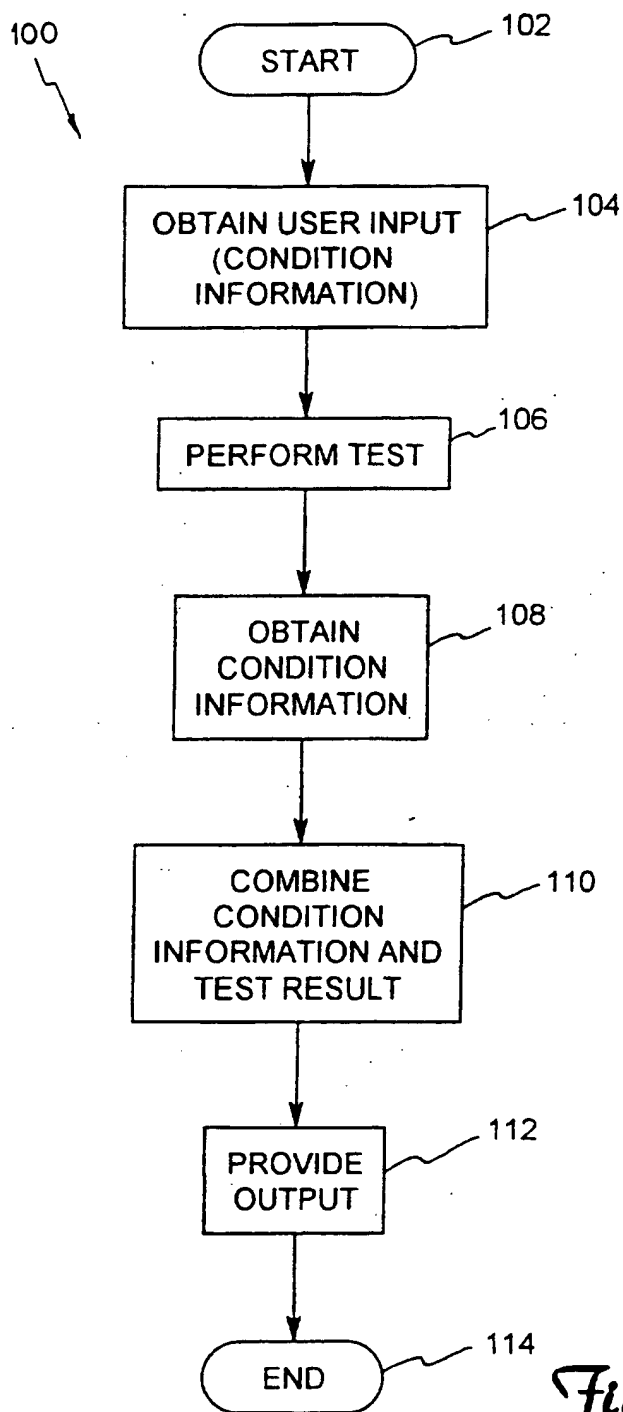 100
START
102
OBTAIN USER INPUT
(CONDITION
INFORMATION)
104
PERFORM TEST
106
OBTAIN
CONDITION
INFORMATION
108
COMBINE
CONDITION
INFORMATION AND
TEST RESULT
110
PROVIDE
OUTPUT
112
END
114